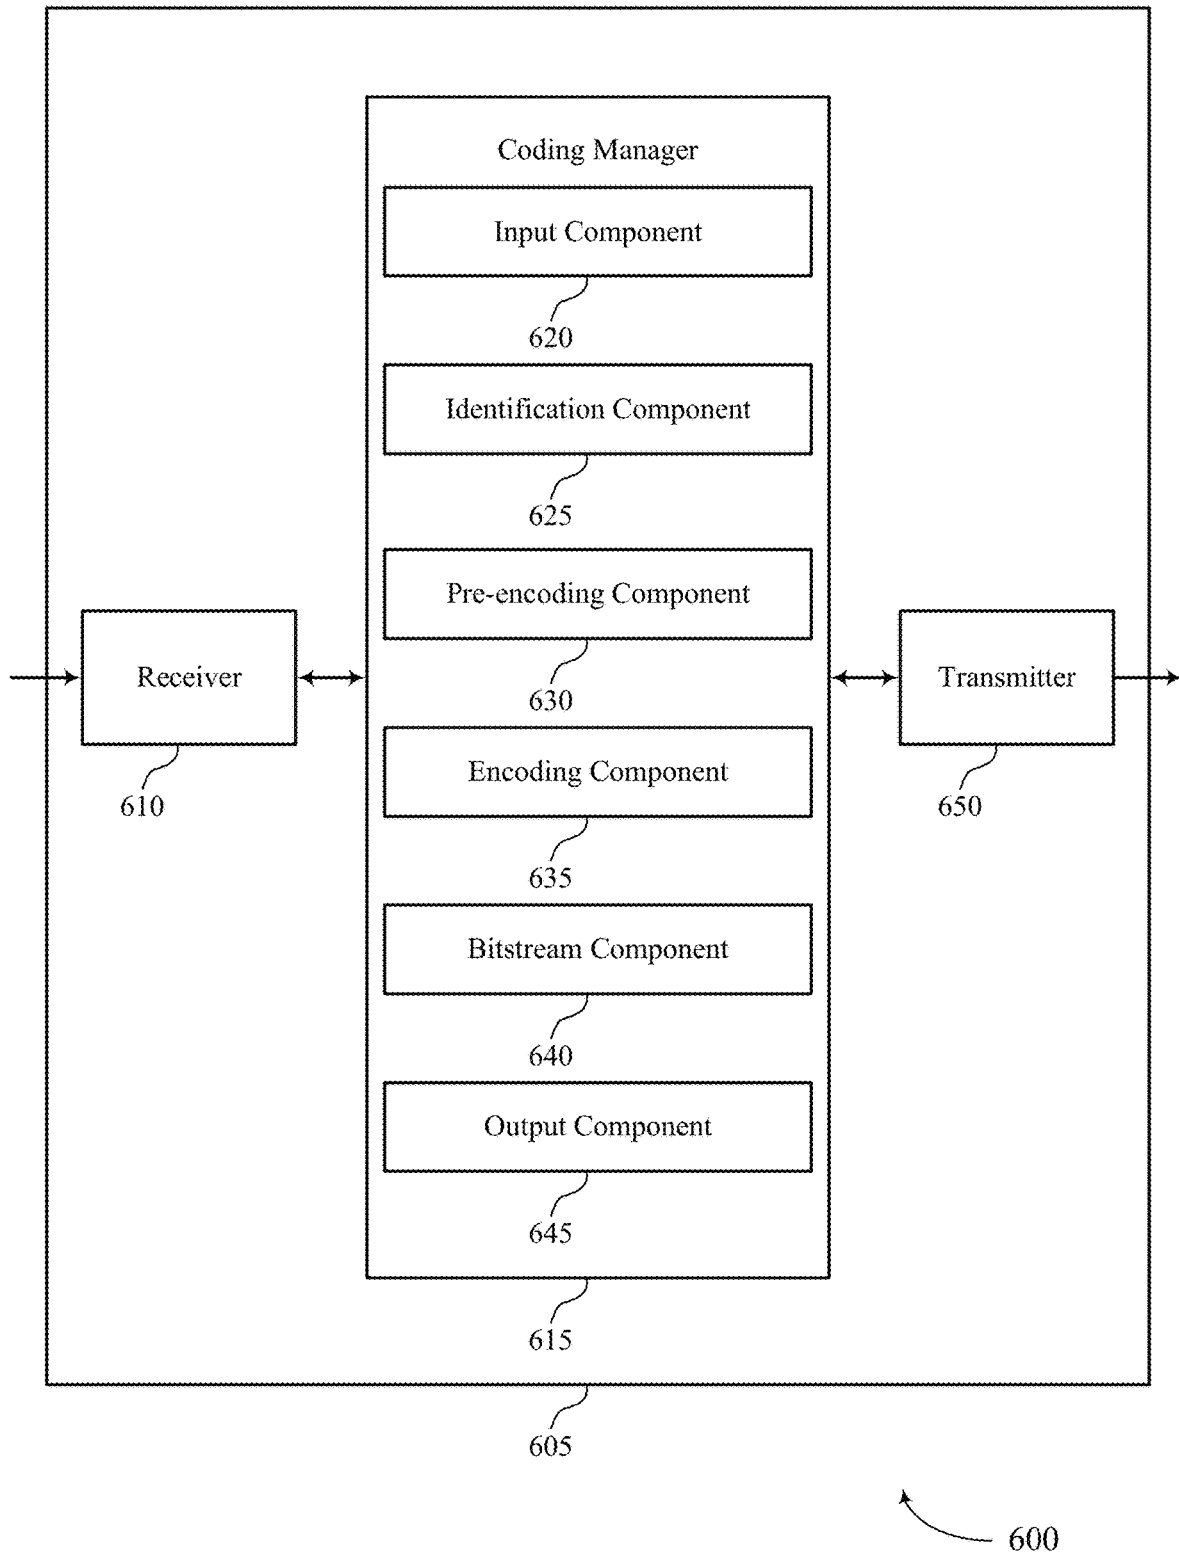 Coding Manager
Input Component
620
Identification Component
625
Pre-encoding Component
630
Receiver
610
Transmitter
650
Encoding Component
635
Bitstream Component
640
Output Component
645
615
605
600